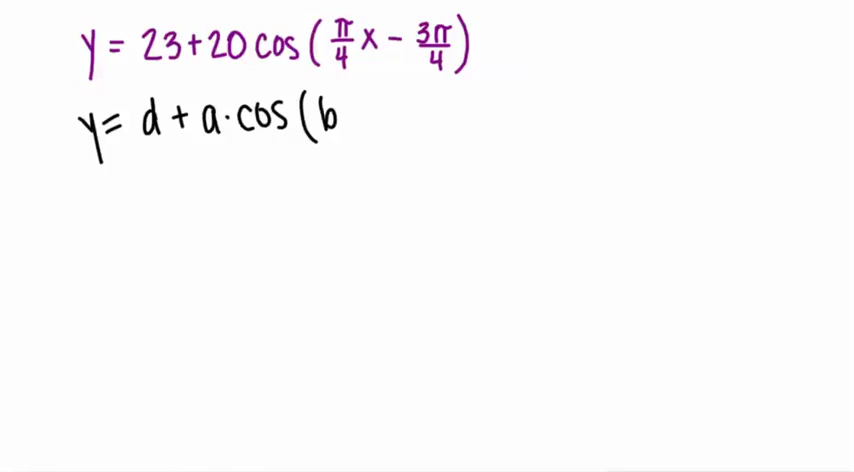 y = 23 + 20 cos ( π/4 x − 3π/4 )
y = d + a · cos ( b